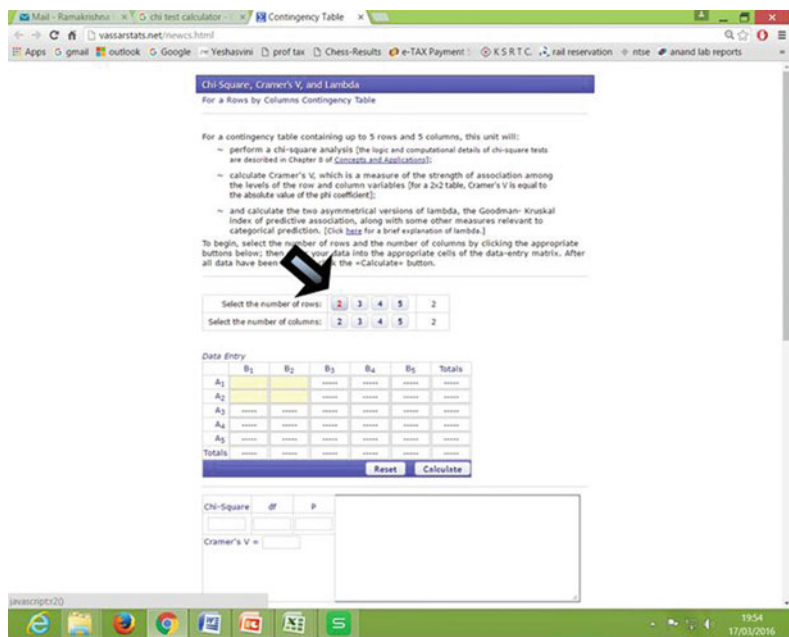 Mail - Ramakrishna
chi test calculator -
Contingency Table
vassarstats.net/newcs.html
Apps
gmail
outlook
Google
Yeshasvini
prof tax
Chess-Results
e-TAX Payment
K S R T C.
rail reservation
ntse
anand lab reports
Chi-Square, Cramer's V, and Lambda
For a Rows by Columns Contingency Table
For a contingency table containing up to 5 rows and 5 columns, this unit will:
~ perform a chi-square analysis [the logic and computational details of chi-square tests
are described in Chapter 8 of Concepts and Applications];
~ calculate Cramer's V, which is a measure of the strength of association among
the levels of the row and column variables [for a 2x2 table, Cramer's V is equal to
the absolute value of the phi coefficient];
~ and calculate the two asymmetrical versions of lambda, the Goodman- Kruskal
index of predictive association, along with some other measures relevant to
categorical prediction. [Click here for a brief explanation of lambda.]
To begin, select the number of rows and the number of columns by clicking the appropriate
buttons below; then your data into the appropriate cells of the data-entry matrix. After
all data have been the «Calculate» button.
Select the number of rows: 2 3 4 5 2
Select the number of columns: 2 3 4 5 2
Data Entry
B1 B2 B3 B4 B5 Totals
A1 ----- ----- ----- -----
A2 ----- ----- ----- -----
A3 ----- ----- ----- ----- ----- -----
A4 ----- ----- ----- ----- ----- -----
A5 ----- ----- ----- ----- ----- -----
Totals ----- ----- ----- ----- ----- -----
Reset Calculate
Chi-Square df P
Cramer's V =
javascript:r2()
19:54
17/03/2016